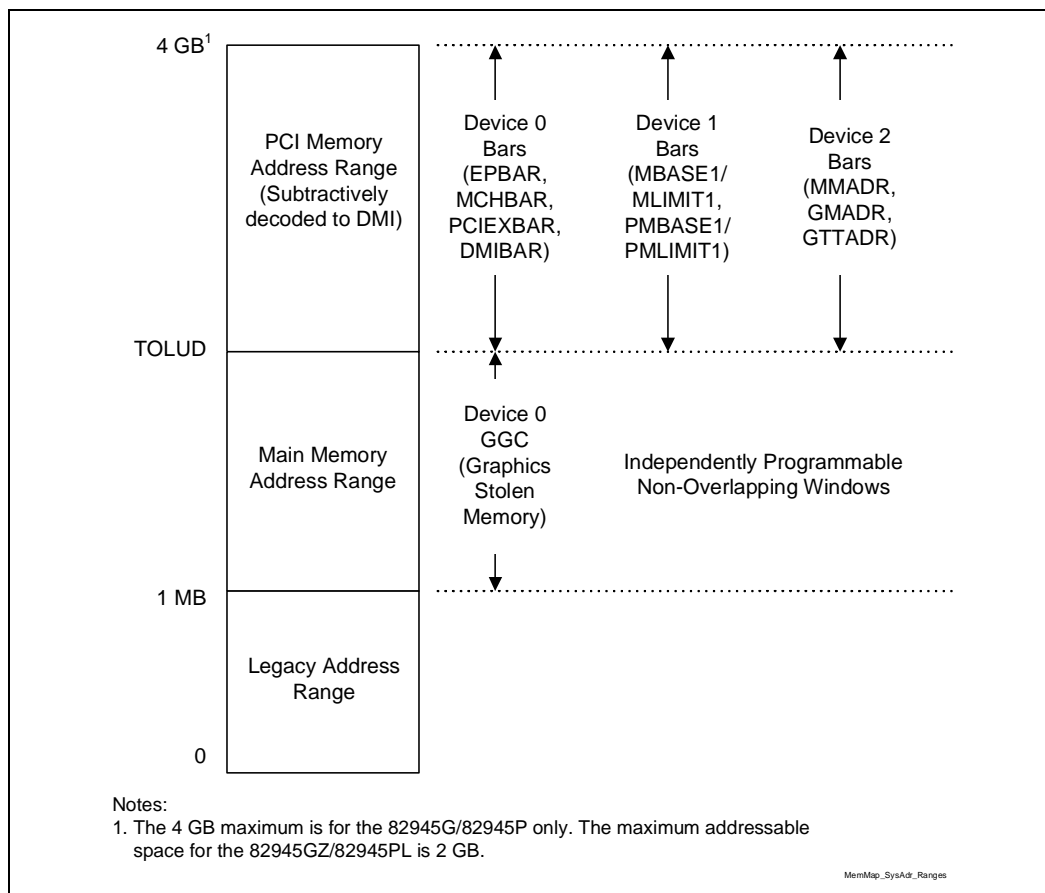 4 GB1
PCI Memory
Address Range
(Subtractively
decoded to DMI)
Device 0
Bars
(EPBAR,
MCHBAR,
PCIEXBAR,
DMIBAR)
Device 1
Bars
(MBASE1/
MLIMIT1,
PMBASE1/
PMLIMIT1)
Device 2
Bars
(MMADR,
GMADR,
GTTADR)
TOLUD
Main Memory
Address Range
Device 0
GGC
(Graphics
Stolen
Memory)
Independently Programmable
Non-Overlapping Windows
1 MB
Legacy Address
Range
0
Notes:
1. The 4 GB maximum is for the 82945G/82945P only. The maximum addressable
space for the 82945GZ/82945PL is 2 GB.
MemMap_SysAdr_Ranges